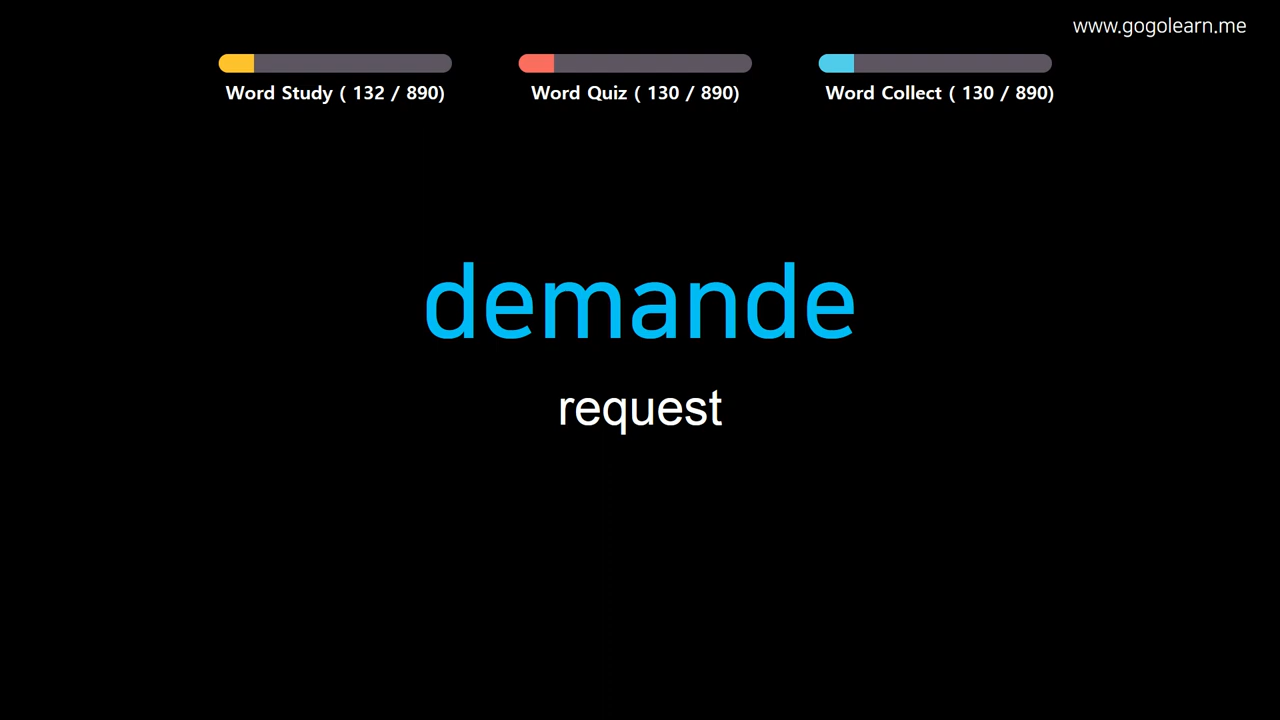 www.gogolearn.me
Word Study ( 132 / 890)
Word Quiz ( 130 / 890)
Word Collect ( 130 / 890)
demande
request